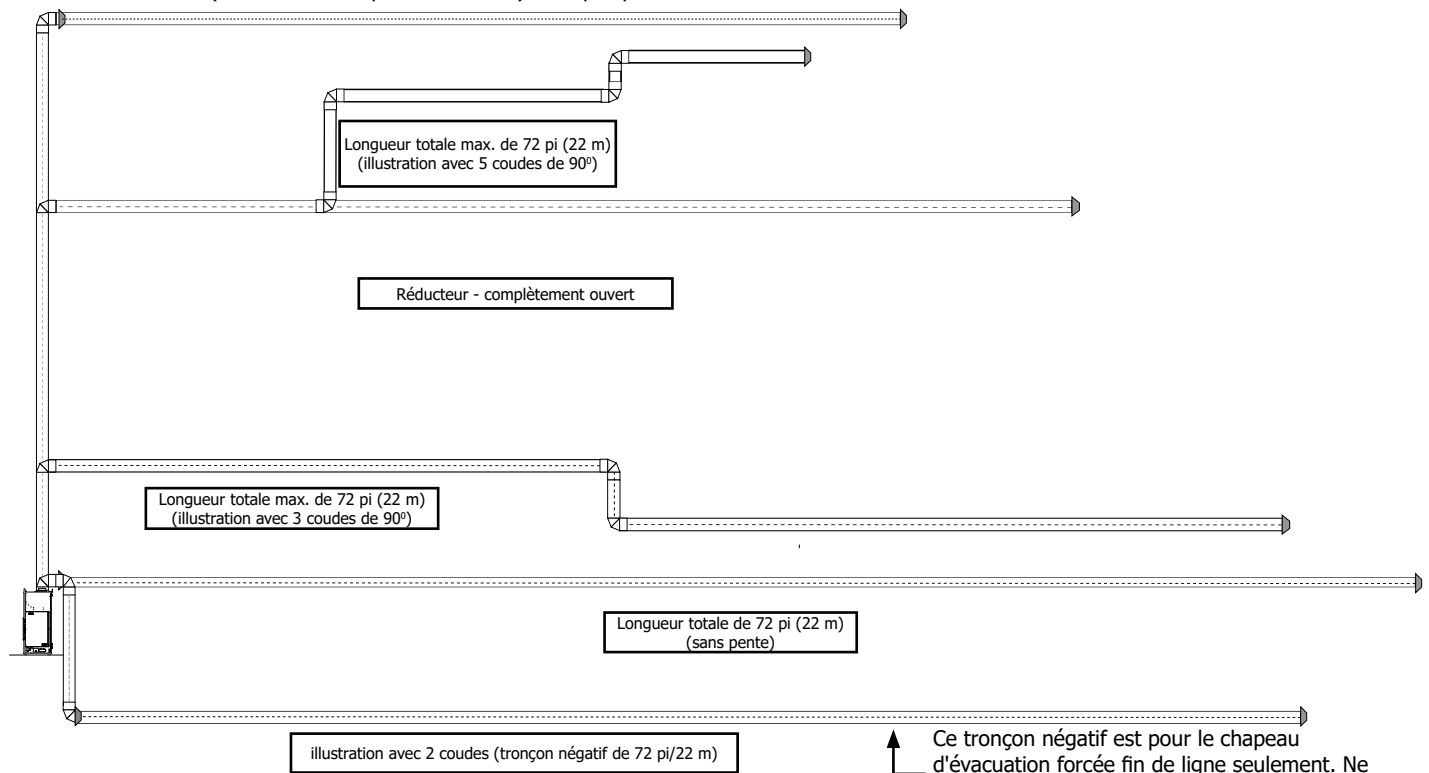 Longueur totale max. de 72 pi (22 m)
(illustration avec 5 coudes de 90⁰)
Réducteur - complètement ouvert
Longueur totale max. de 72 pi (22 m)
(illustration avec 3 coudes de 90⁰)
Longueur totale de 72 pi (22 m)
(sans pente)
illustration avec 2 coudes (tronçon négatif de 72 pi/22 m)
Ce tronçon négatif est pour le chapeau
d'évacuation forcée fin de ligne seulement. Ne